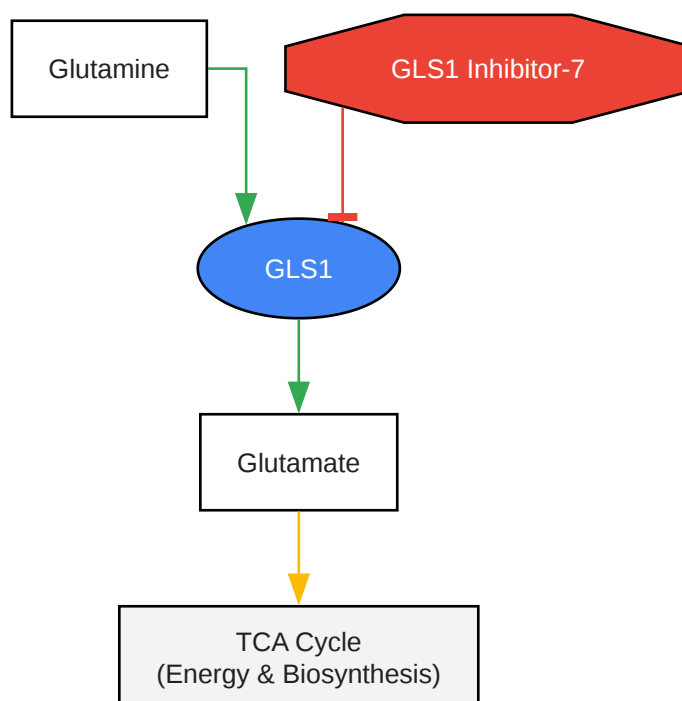 Glutamine
GLS1 Inhibitor-7
GLS1
Glutamate
TCA Cycle
(Energy & Biosynthesis)